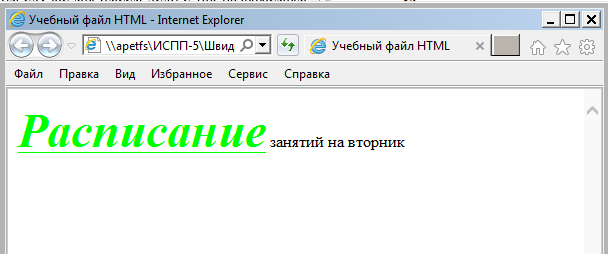 Учебный файл HTML - Internet Explorer
\\apetfs\ИСПП-5\Швид
Учебный файл HTML
Файл Правка Вид Избранное Сервис Справка
Расписание занятий на вторник